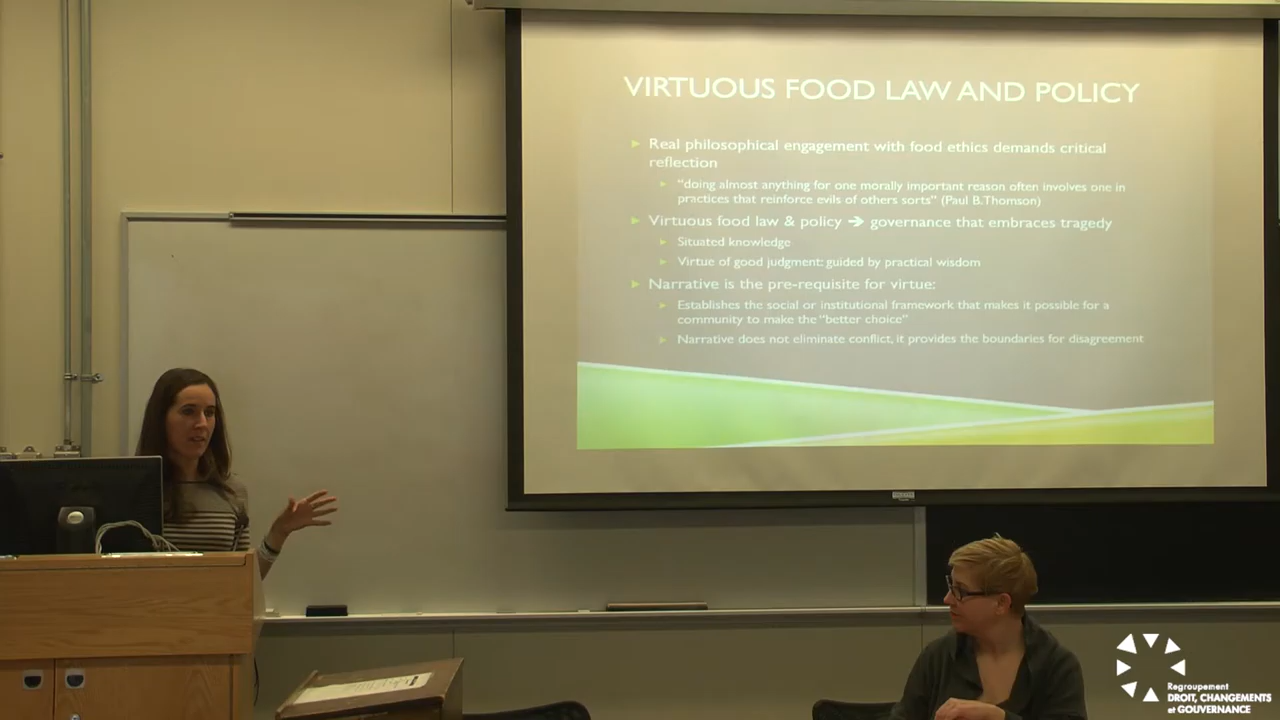 VIRTUOUS FOOD LAW AND POLICY
Real philosophical engagement with food ethics demands critical
reflection
"doing almost anything for one morally important reason often involves one in
practices that reinforce evils of others sorts" (Paul B. Thomson)
Virtuous food law & policy → governance that embraces tragedy
Situated knowledge
Virtue of good judgment: guided by practical wisdom
Narrative is the pre-requisite for virtue:
Establishes the social or institutional framework that makes it possible for a
community to make the "better choice"
Narrative does not eliminate conflict, it provides the boundaries for disagreement
Regroupement
DROIT, CHANGEMENTS
et GOUVERNANCE